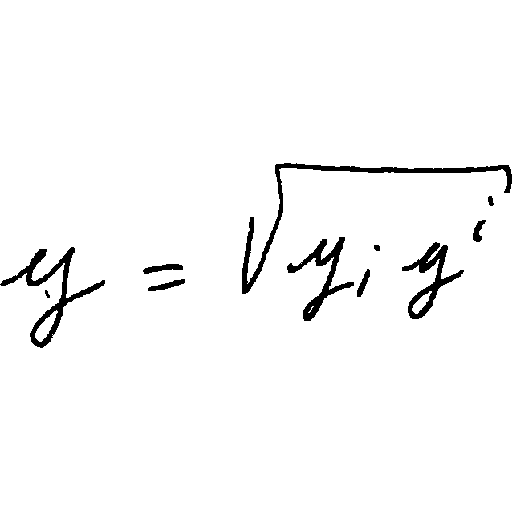 y = \sqrt{y_i y^i}